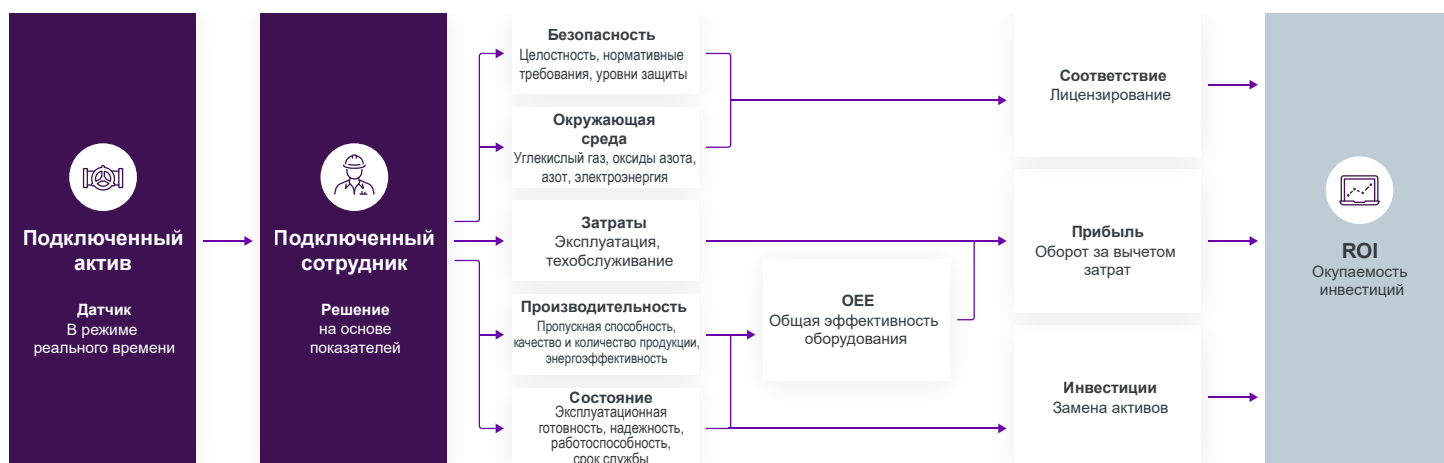 Подключенный
актив
Датчик
В режиме
реального времени
Подключенный
сотрудник
Решение
на основе
показателей
Безопасность
Целостность, нормативные
требования, уровни защиты
Окружающая
среда
Углекислый газ, оксиды азота,
азот, электроэнергия
Затраты
Эксплуатация,
техобслуживание
Производительность
Пропускная способность,
качество и количество продукции,
энергоэффективность
Состояние
Эксплуатационная
готовность, надежность,
работоспособность,
срок службы
OEE
Общая эффективность
оборудования
Соответствие
Лицензирование
Прибыль
Оборот за вычетом
затрат
Инвестиции
Замена активов
ROI
Окупаемость
инвестиций